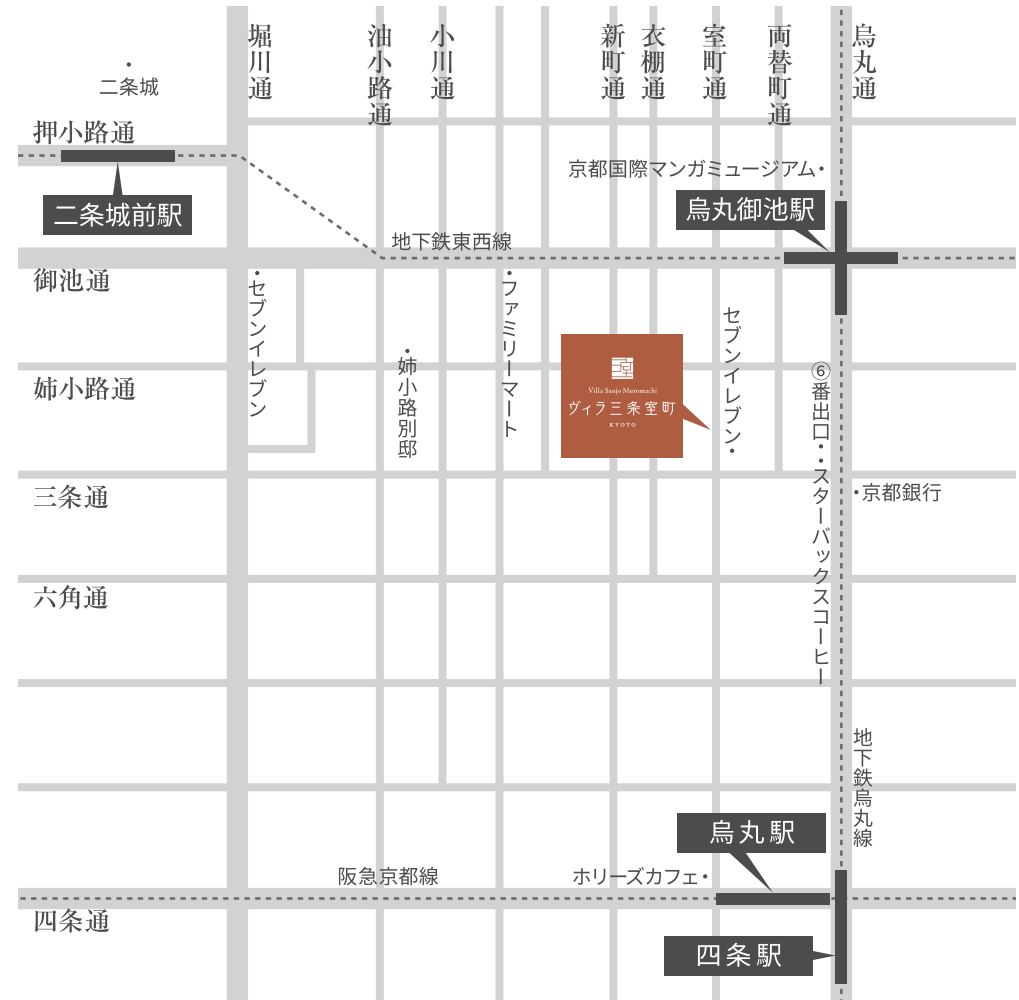 堀川通
油小路通
小川通
新町通
衣棚通
室町通
両替町通
烏丸通
・
二条城
押小路通
京都国際マンガミュージアム・
二条城前駅
烏丸御池駅
地下鉄東西線
御池通
・セブンイレブン
・ファミリーマート
セブンイレブン・
・姉小路別邸
Villa Sanjo Muromachi
ヴィラ三条室町
KYOTO
⑥番出口・
・スターバックスコーヒー
姉小路通
三条通
・京都銀行
六角通
地下鉄烏丸線
烏丸駅
阪急京都線
ホリーズカフェ・
四条通
四条駅